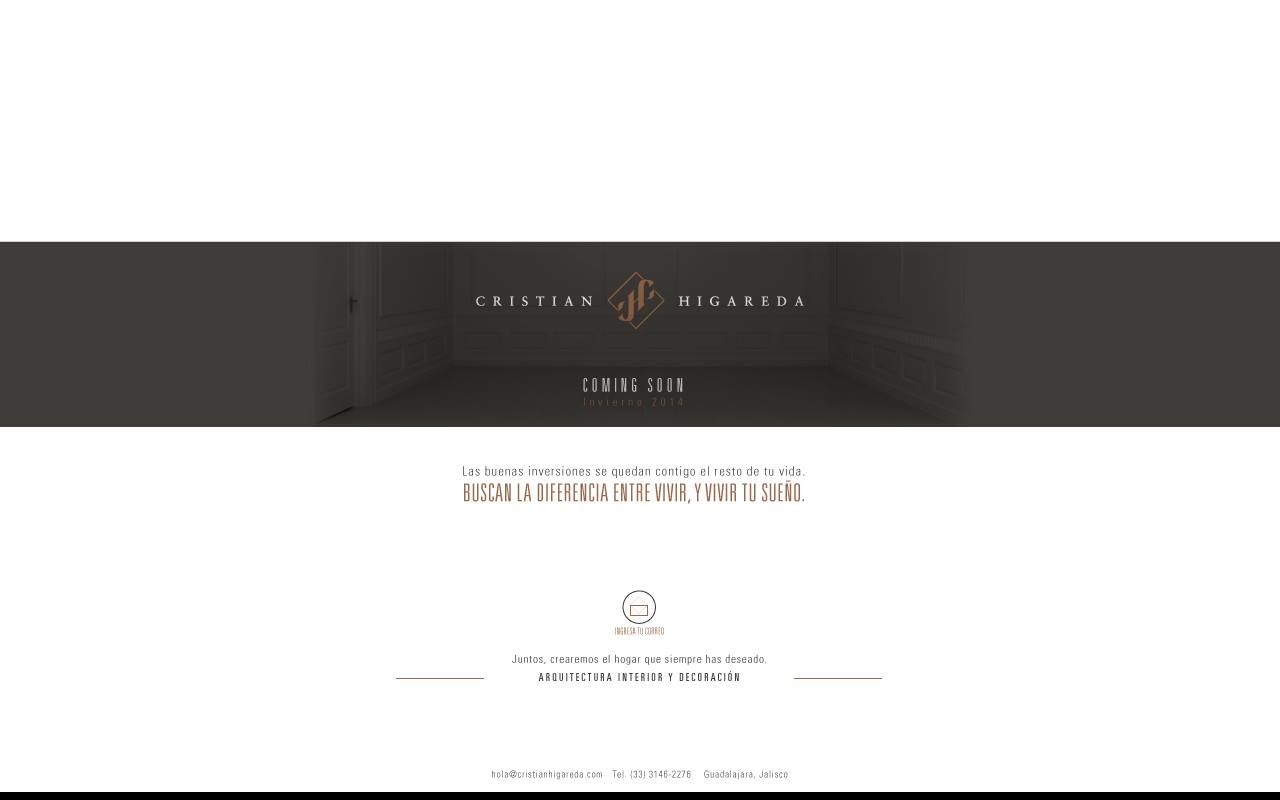 CRISTIAN HIGAREDA
COMING SOON
Invierno 2014
Las buenas inversiones se quedan contigo el resto de tu vida.
BUSCAN LA DIFERENCIA ENTRE VIVIR, Y VIVIR TU SUEÑO.
INGRESA TU CORREO
Juntos, crearemos el hogar que siempre has deseado.
ARQUITECTURA INTERIOR Y DECORACIÓN
hola@cristianhigareda.com Tel. (33) 3146-2276 Guadalajara, Jalisco